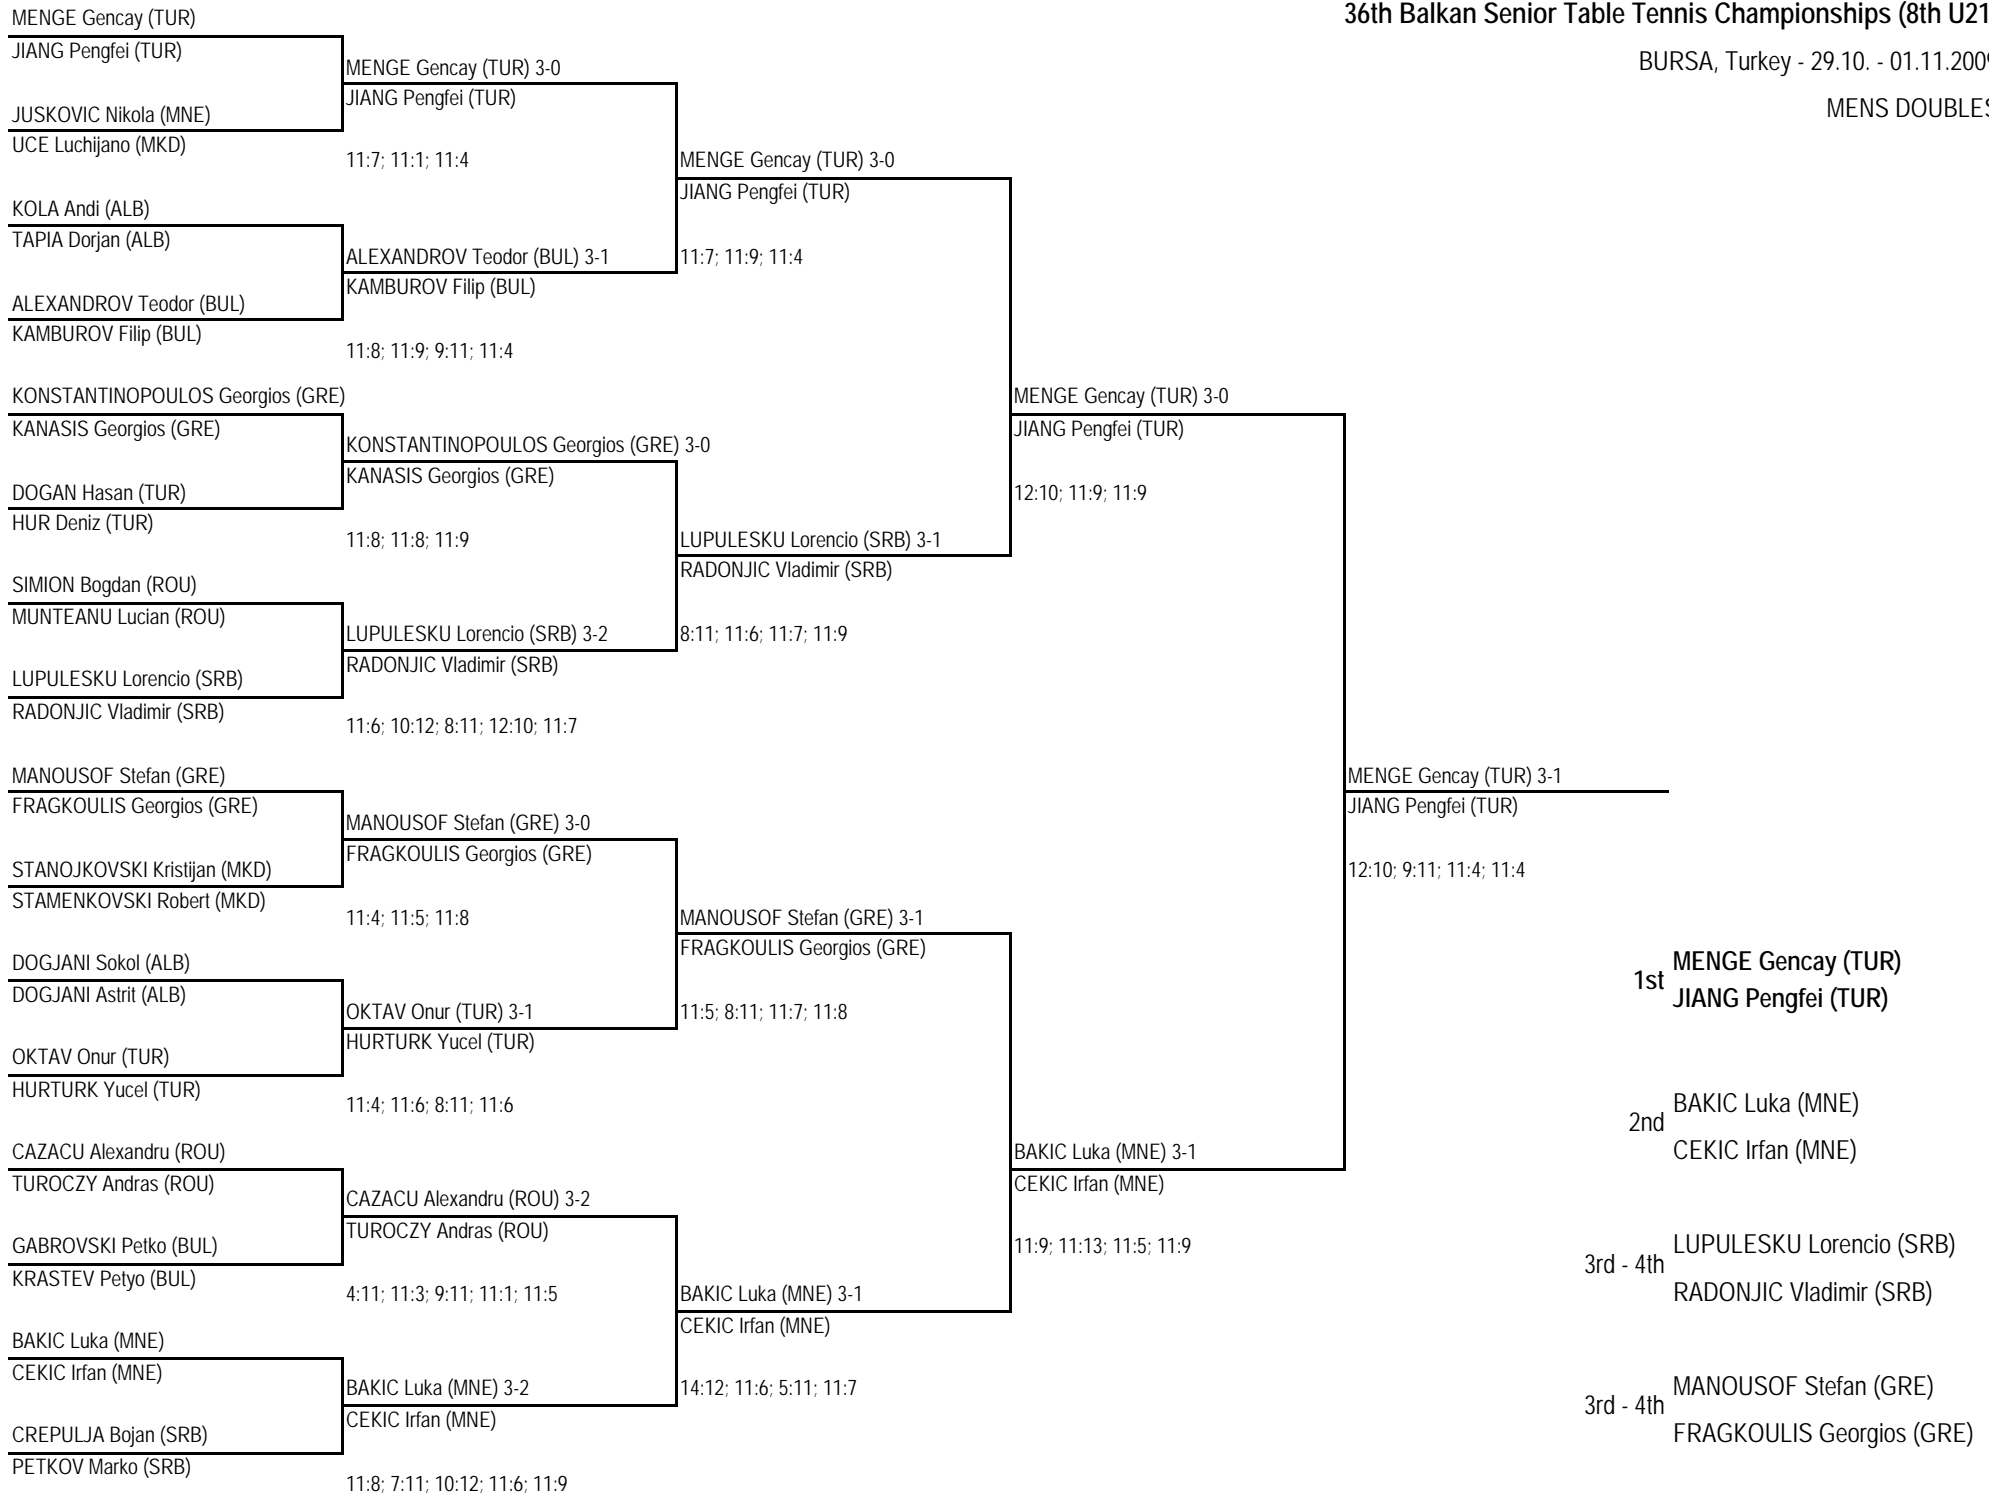 36th Balkan Senior Table Tennis Championships (8th U21
BURSA, Turkey - 29.10. - 01.11.2009
MENS DOUBLES
MENGE Gencay (TUR)
JIANG Pengfei (TUR)
JUSKOVIC Nikola (MNE)
UCE Luchijano (MKD)
KOLA Andi (ALB)
TAPIA Dorjan (ALB)
ALEXANDROV Teodor (BUL)
KAMBUROV Filip (BUL)
KONSTANTINOPOULOS Georgios (GRE)
KANASIS Georgios (GRE)
DOGAN Hasan (TUR)
HUR Deniz (TUR)
SIMION Bogdan (ROU)
MUNTEANU Lucian (ROU)
LUPULESKU Lorencio (SRB)
RADONJIC Vladimir (SRB)
MANOUSOF Stefan (GRE)
FRAGKOULIS Georgios (GRE)
STANOJKOVSKI Kristijan (MKD)
STAMENKOVSKI Robert (MKD)
DOGJANI Sokol (ALB)
DOGJANI Astrit (ALB)
OKTAV Onur (TUR)
HURTURK Yucel (TUR)
CAZACU Alexandru (ROU)
TUROCZY Andras (ROU)
GABROVSKI Petko (BUL)
KRASTEV Petyo (BUL)
BAKIC Luka (MNE)
CEKIC Irfan (MNE)
CREPULJA Bojan (SRB)
PETKOV Marko (SRB)
MENGE Gencay (TUR) 3-0
JIANG Pengfei (TUR)
11:7; 11:1; 11:4
ALEXANDROV Teodor (BUL) 3-1
KAMBUROV Filip (BUL)
11:8; 11:9; 9:11; 11:4
KONSTANTINOPOULOS Georgios (GRE) 3-0
KANASIS Georgios (GRE)
11:8; 11:8; 11:9
LUPULESKU Lorencio (SRB) 3-2
RADONJIC Vladimir (SRB)
11:6; 10:12; 8:11; 12:10; 11:7
MANOUSOF Stefan (GRE) 3-0
FRAGKOULIS Georgios (GRE)
11:4; 11:5; 11:8
OKTAV Onur (TUR) 3-1
HURTURK Yucel (TUR)
11:4; 11:6; 8:11; 11:6
CAZACU Alexandru (ROU) 3-2
TUROCZY Andras (ROU)
4:11; 11:3; 9:11; 11:1; 11:5
BAKIC Luka (MNE) 3-2
CEKIC Irfan (MNE)
11:8; 7:11; 10:12; 11:6; 11:9
MENGE Gencay (TUR) 3-0
JIANG Pengfei (TUR)
11:7; 11:9; 11:4
LUPULESKU Lorencio (SRB) 3-1
RADONJIC Vladimir (SRB)
8:11; 11:6; 11:7; 11:9
MANOUSOF Stefan (GRE) 3-1
FRAGKOULIS Georgios (GRE)
11:5; 8:11; 11:7; 11:8
BAKIC Luka (MNE) 3-1
CEKIC Irfan (MNE)
14:12; 11:6; 5:11; 11:7
MENGE Gencay (TUR) 3-0
JIANG Pengfei (TUR)
12:10; 11:9; 11:9
BAKIC Luka (MNE) 3-1
CEKIC Irfan (MNE)
11:9; 11:13; 11:5; 11:9
MENGE Gencay (TUR) 3-1
JIANG Pengfei (TUR)
12:10; 9:11; 11:4; 11:4
1st
MENGE Gencay (TUR)
JIANG Pengfei (TUR)
2nd
BAKIC Luka (MNE)
CEKIC Irfan (MNE)
3rd - 4th
LUPULESKU Lorencio (SRB)
RADONJIC Vladimir (SRB)
3rd - 4th
MANOUSOF Stefan (GRE)
FRAGKOULIS Georgios (GRE)